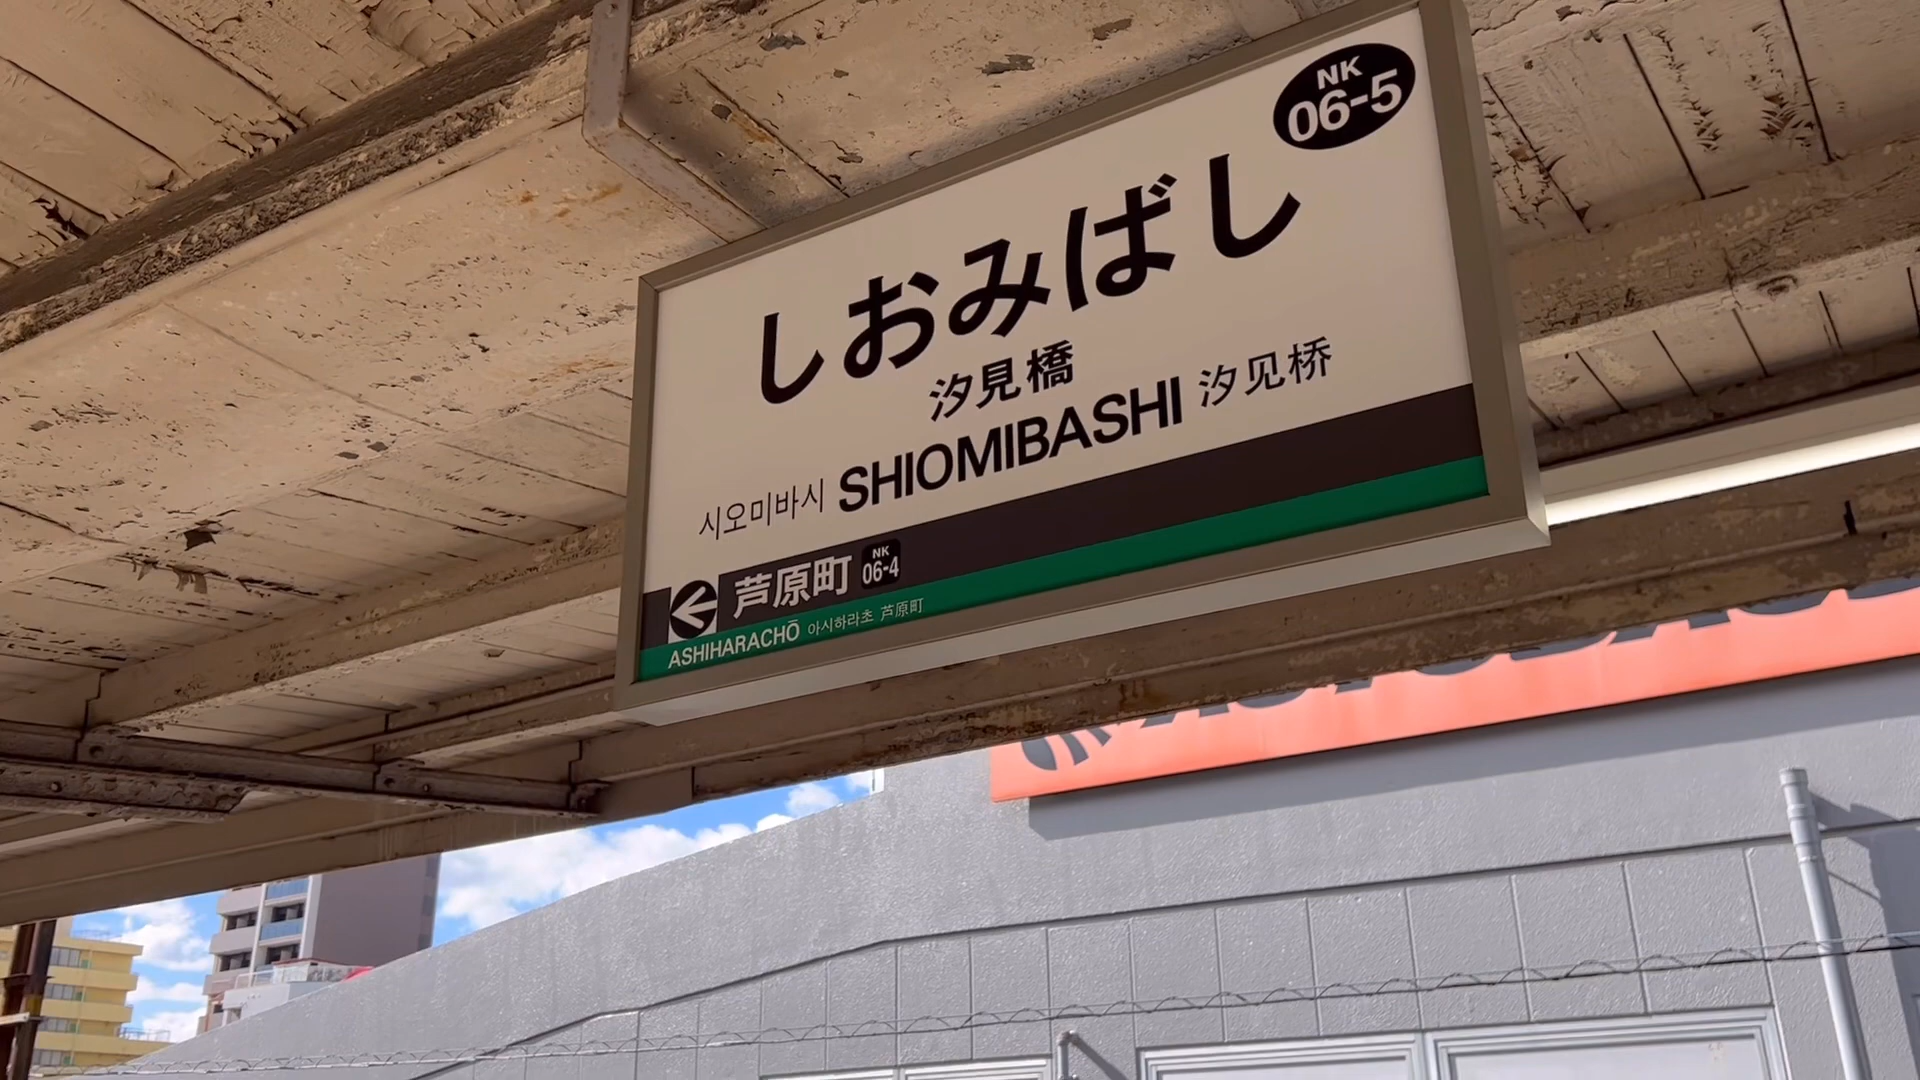 NK
06-5
しおみばし
汐見橋
시오미바시 SHIOMIBASHI 汐见桥
芦原町 NK 06-4
ASHIHARACHŌ 아시하라초 芦原町